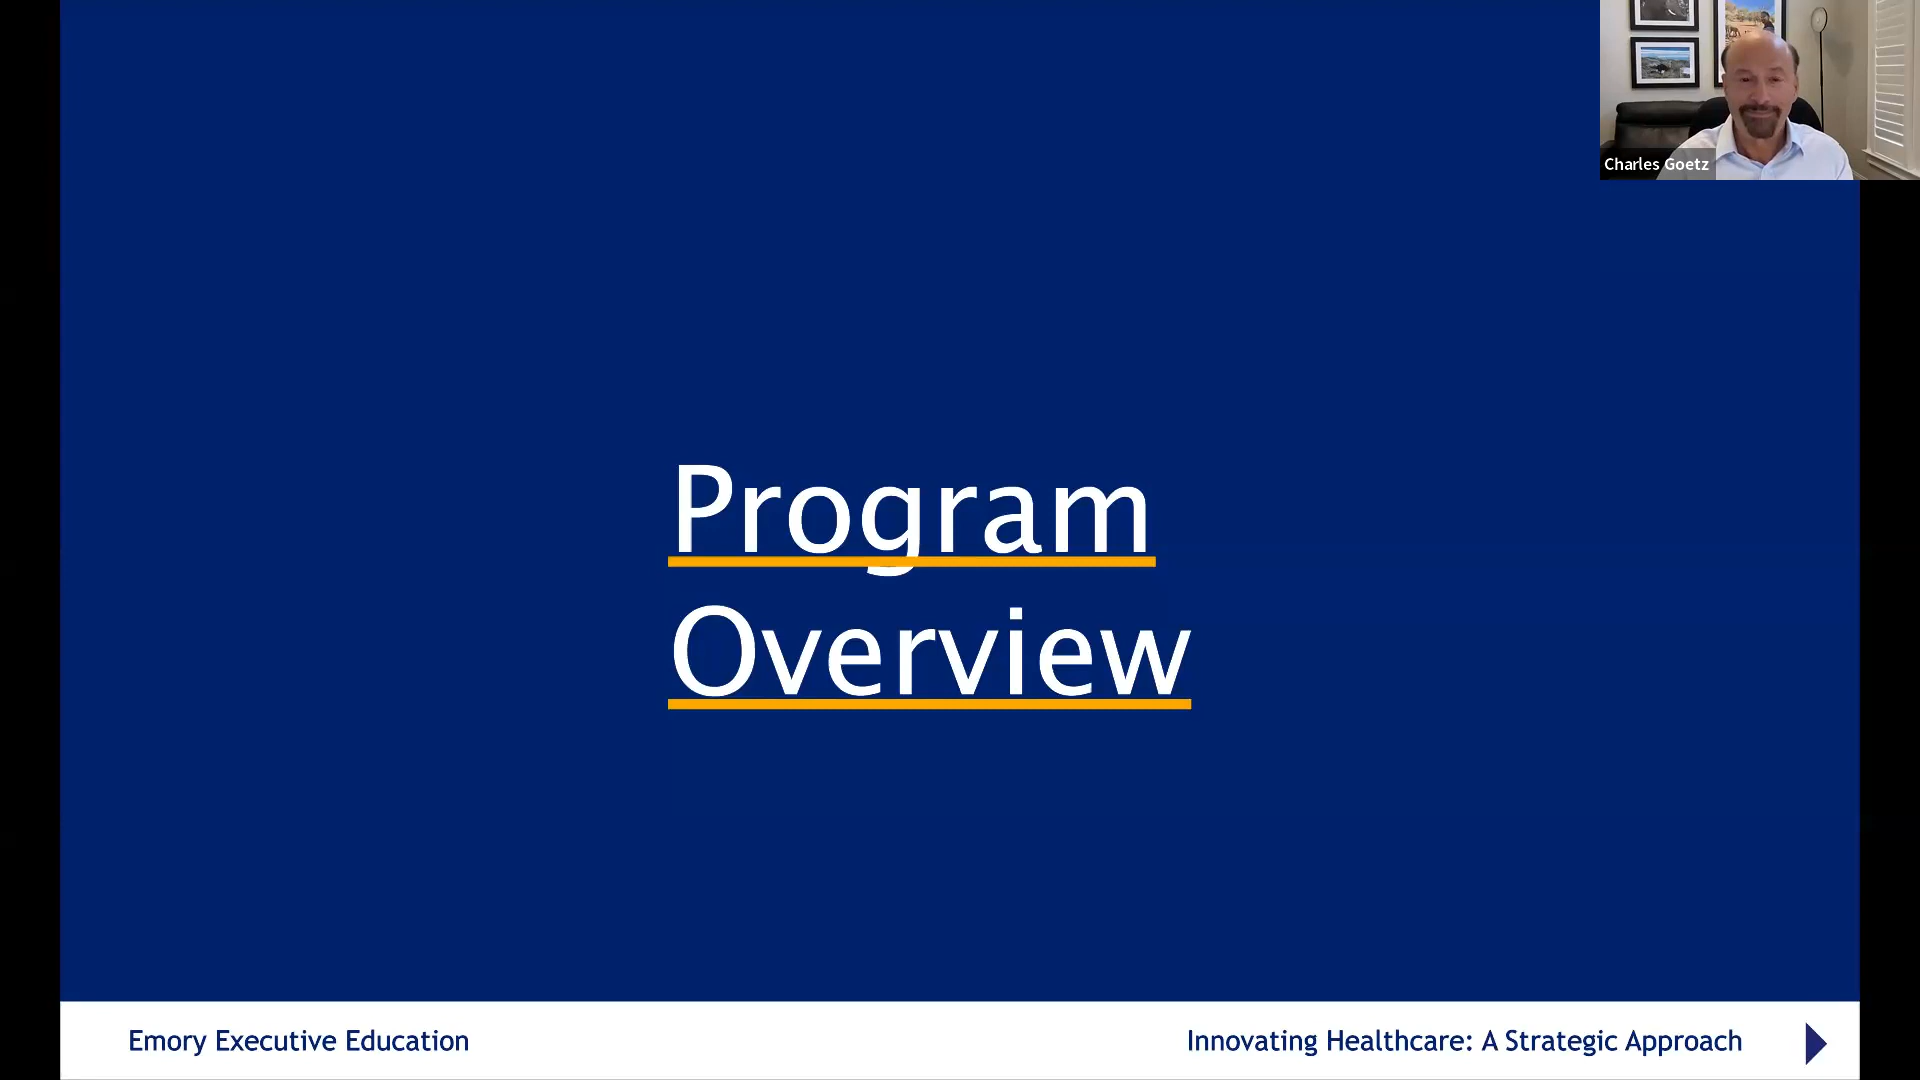 Charles Goetz
Program
Overview
Emory Executive Education
Innovating Healthcare: A Strategic Approach